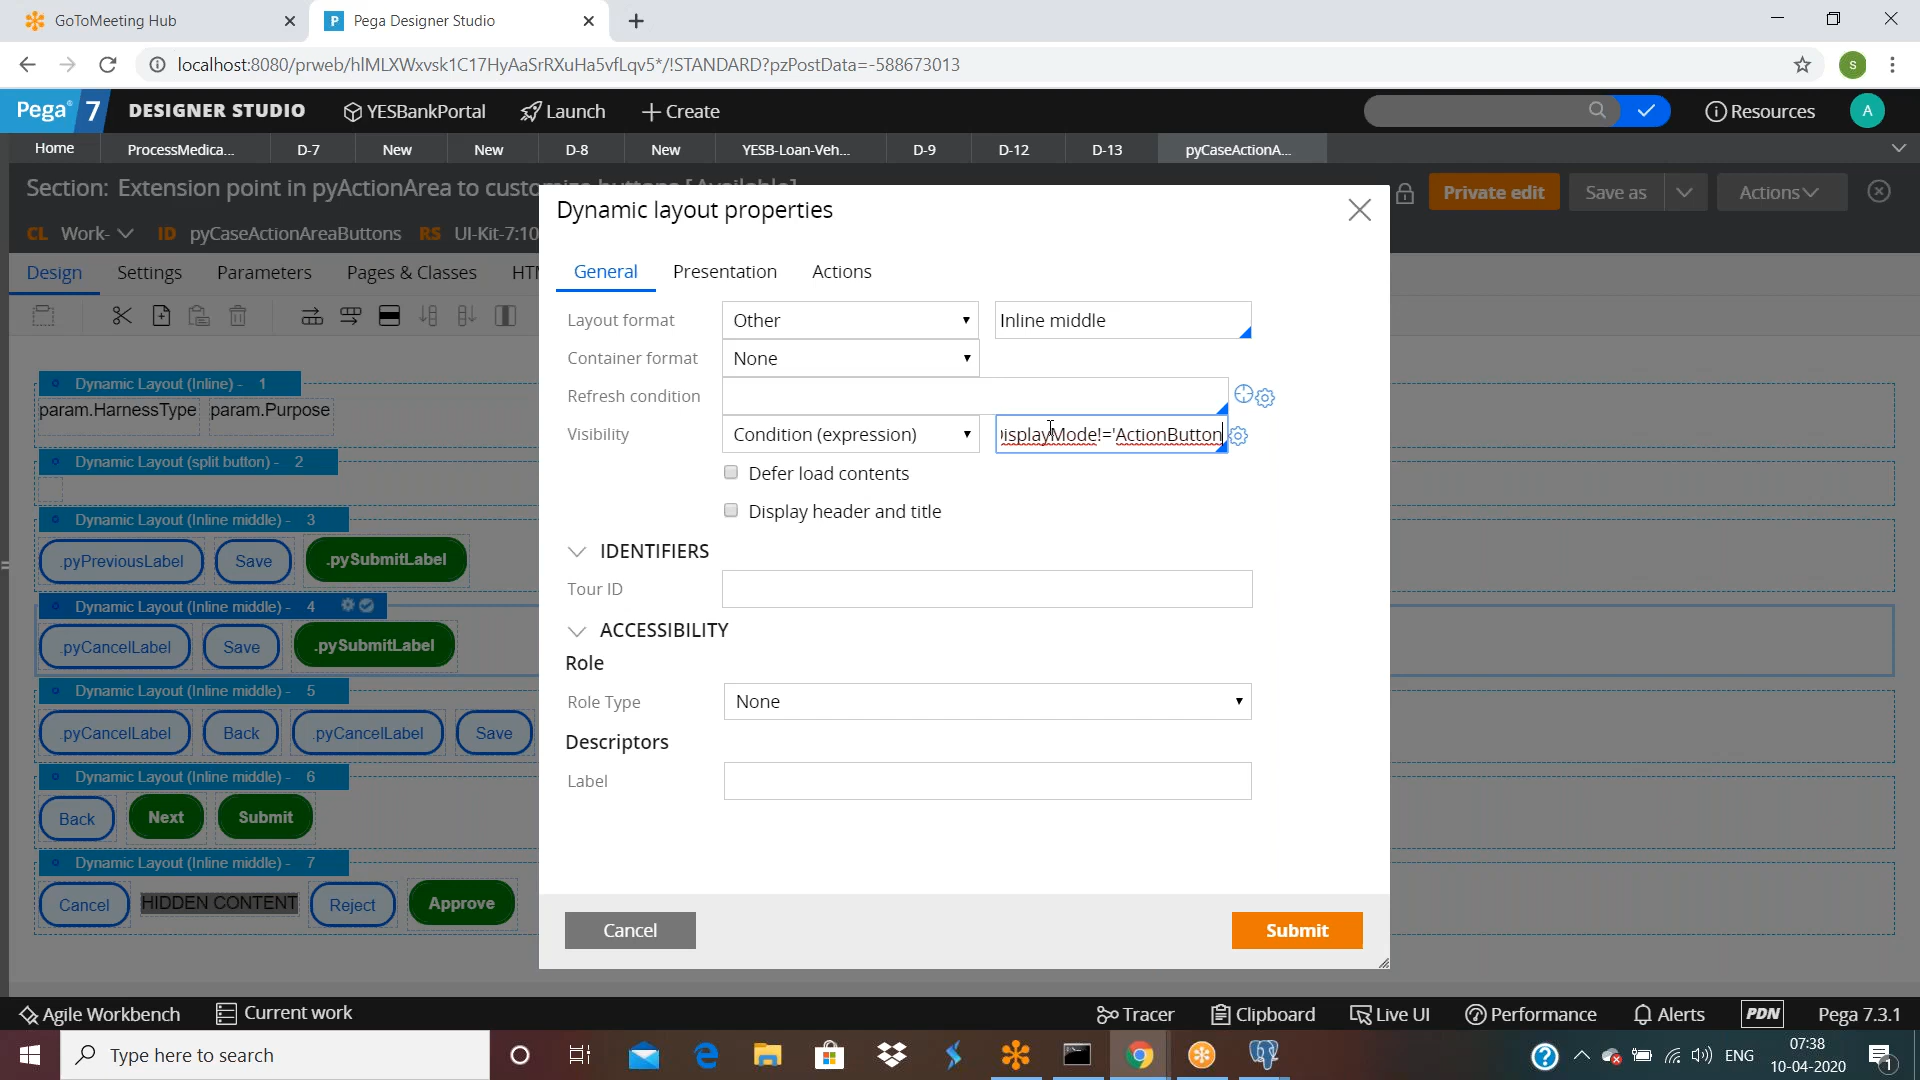 GoToMeeting Hub
Pega Designer Studio
localhost:8080/prweb/hIMLXWxvsk1C17HyAaSrRXuHa5vfLqv5*/!STANDARD?pzPostData=-588673013
s
Pega 7 DESIGNER STUDIO YESBankPortal Launch Create Resources A
Home ProcessMedica... D-7 New New D-8 New YESB-Loan-Veh... D-9 D-12 D-13 pyCaseActionA...
Section: Extension point in pyActionArea to customize buttons [Available]
Private edit Save as Actions
CL Work- ID pyCaseActionAreaButtons RS UI-Kit-7:10
Design Settings Parameters Pages & Classes
Dynamic Layout (Inline) - 1
param.HarnessType param.Purpose
Dynamic Layout (split button) - 2
Dynamic Layout (Inline middle) - 3
.pyPreviousLabel Save .pySubmitLabel
Dynamic Layout (Inline middle) - 4
.pyCancelLabel Save .pySubmitLabel
Dynamic Layout (Inline middle) - 5
.pyCancelLabel Back .pyCancelLabel Save
Dynamic Layout (Inline middle) - 6
Back Next Submit
Dynamic Layout (Inline middle) - 7
Cancel HIDDEN CONTENT Reject Approve
Dynamic layout properties
General Presentation Actions
Layout format Other Inline middle
Container format None
Refresh condition
Visibility Condition (expression) isplayMode!='ActionButton
Defer load contents
Display header and title
IDENTIFIERS
Tour ID
ACCESSIBILITY
Role
Role Type None
Descriptors
Label
Cancel Submit
Agile Workbench Current work Tracer Clipboard Live UI Performance Alerts PDN Pega 7.3.1
Type here to search
ENG
07:38
10-04-2020
1